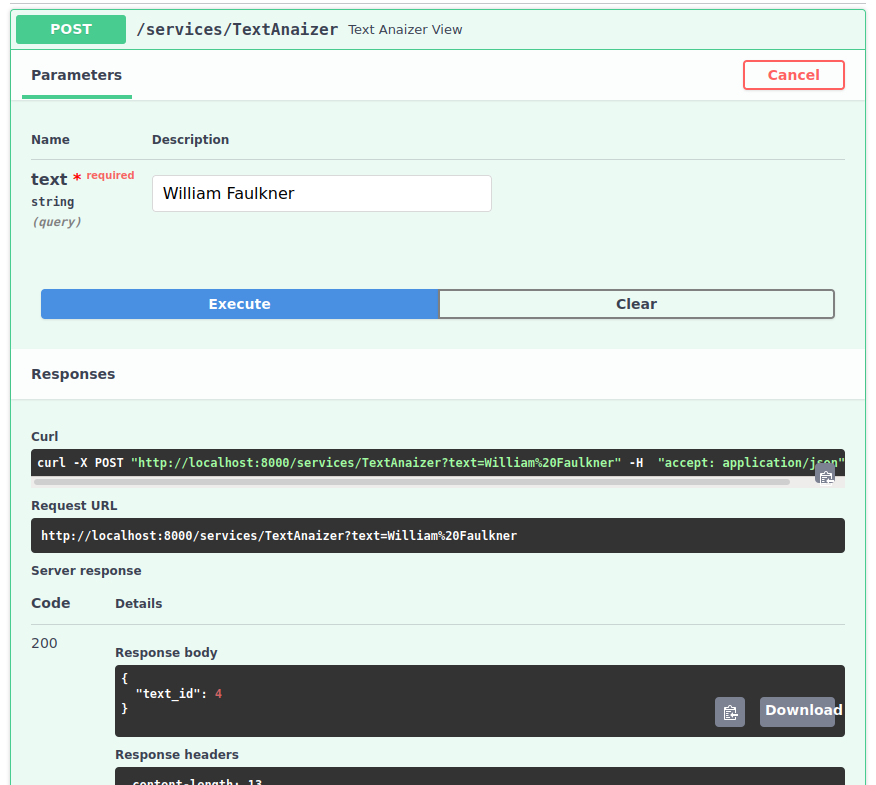 POST /services/TextAnaizer Text Anaizer View
Parameters Cancel
Name Description
text * required William Faulkner
string
(query)
Execute Clear
Responses
Curl
curl -X POST "http://localhost:8000/services/TextAnaizer?text=William%20Faulkner" -H  "accept: application/json"
Request URL
http://localhost:8000/services/TextAnaizer?text=William%20Faulkner
Server response
Code Details
200
Response body
{
"text_id": 4
}
Download
Response headers
content-length: 13